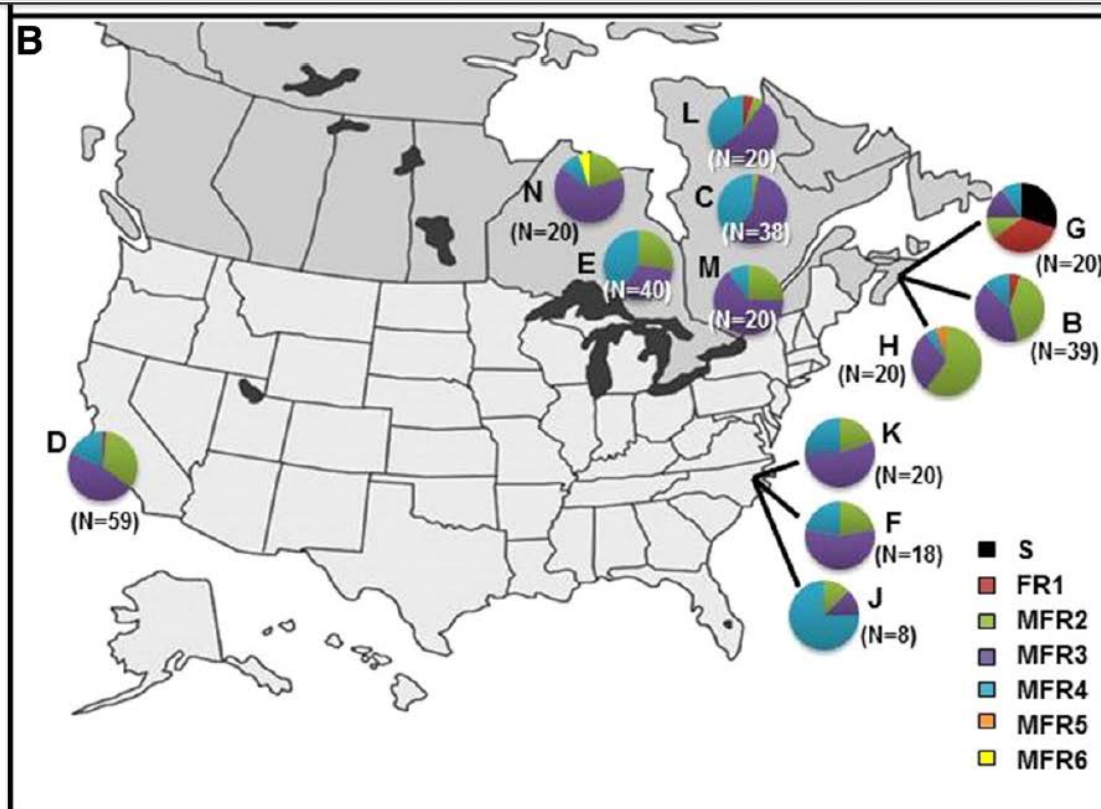 B
L
(N=20)
N
(N=20)
C
(N=38)
E
(N=40)
M
(N=20)
G
(N=20)
B
(N=39)
H
(N=20)
D
(N=59)
K
(N=20)
F
(N=18)
J
(N=8)
S
FR1
MFR2
MFR3
MFR4
MFR5
MFR6